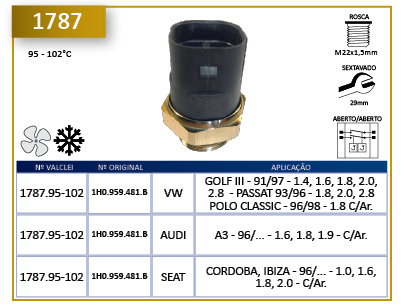 1787
95 - 102°C
ROSCA
M22x1,5mm
SEXTAVADO
29mm
ABERTO/ABERTO
Nº VALCLEI
Nº ORIGINAL
APLICAÇÃO
1787.95-102
1H0.959.481.B
VW
GOLF III - 91/97 - 1.4, 1.6, 1.8, 2.0,
2.8 - PASSAT 93/96 - 1.8, 2.0, 2.8
POLO CLASSIC - 96/98 - 1.8 C/Ar.
1787.95-102
1H0.959.481.B
AUDI
A3 - 96/... - 1.6, 1.8, 1.9 - C/Ar.
1787.95-102
1H0.959.481.B
SEAT
CORDOBA, IBIZA - 96/... - 1.0, 1.6,
1.8, 2.0 - C/Ar.